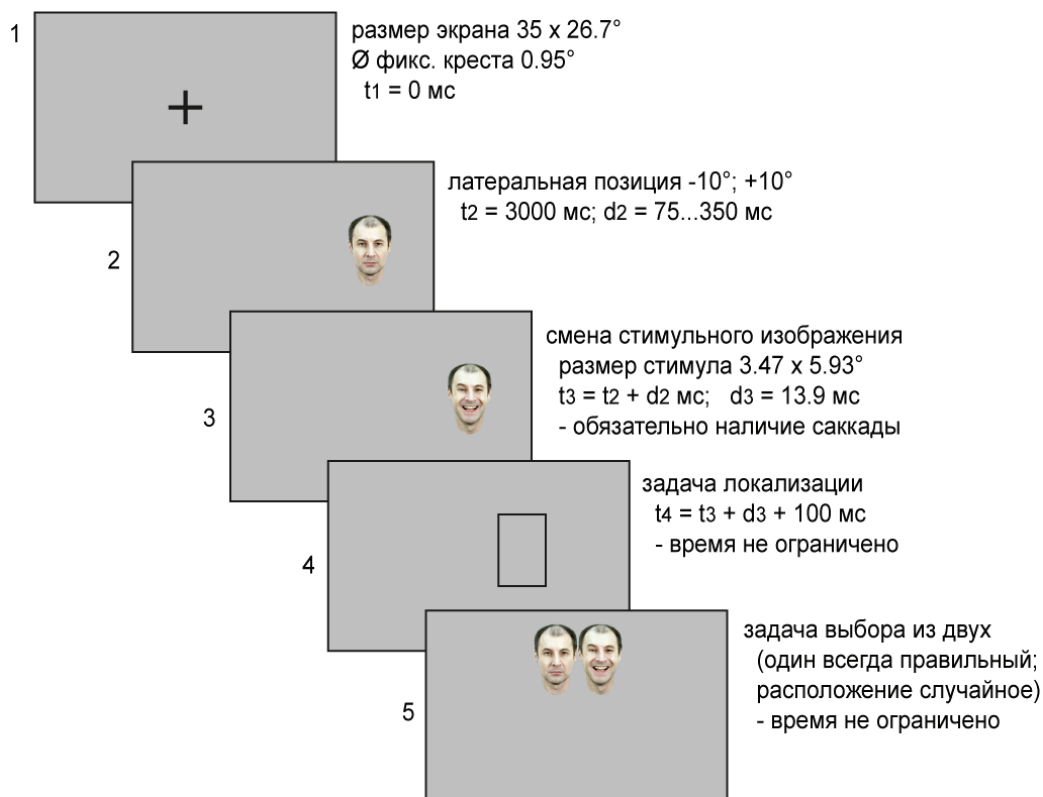 1
размер экрана 35 x 26.7°
Ø фикс. креста 0.95°
t1 = 0 мс
латеральная позиция -10°; +10°
t2 = 3000 мс; d2 = 75...350 мс
2
смена стимульного изображения
размер стимула 3.47 x 5.93°
t3 = t2 + d2 мс; d3 = 13.9 мс
- обязательно наличие саккады
3
задача локализации
t4 = t3 + d3 + 100 мс
- время не ограничено
4
задача выбора из двух
(один всегда правильный;
расположение случайное)
- время не ограничено
5